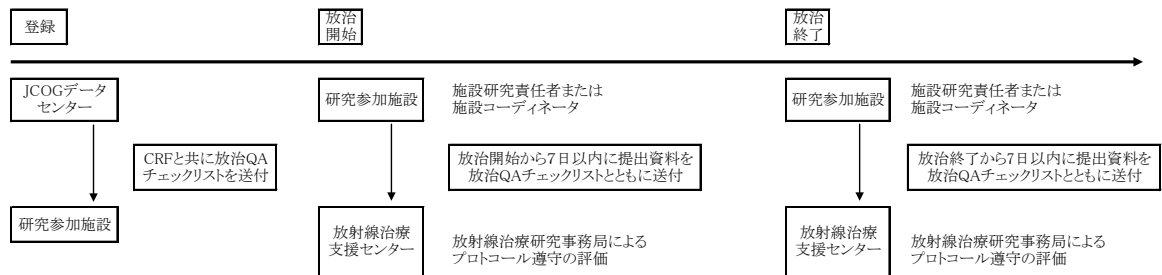 登録
放治
開始
放治
終了
JCOGデータ
センター
研究参加施設
施設研究責任者または
施設コーディネータ
研究参加施設
施設研究責任者または
施設コーディネータ
CRFと共に放治QA
チェックリストを送付
放治開始から7日以内に提出資料を
放治QAチェックリストとともに送付
放治終了から7日以内に提出資料を
放治QAチェックリストとともに送付
研究参加施設
放射線治療
支援センター
放射線治療研究事務局による
プロトコール遵守の評価
放射線治療
支援センター
放射線治療研究事務局による
プロトコール遵守の評価